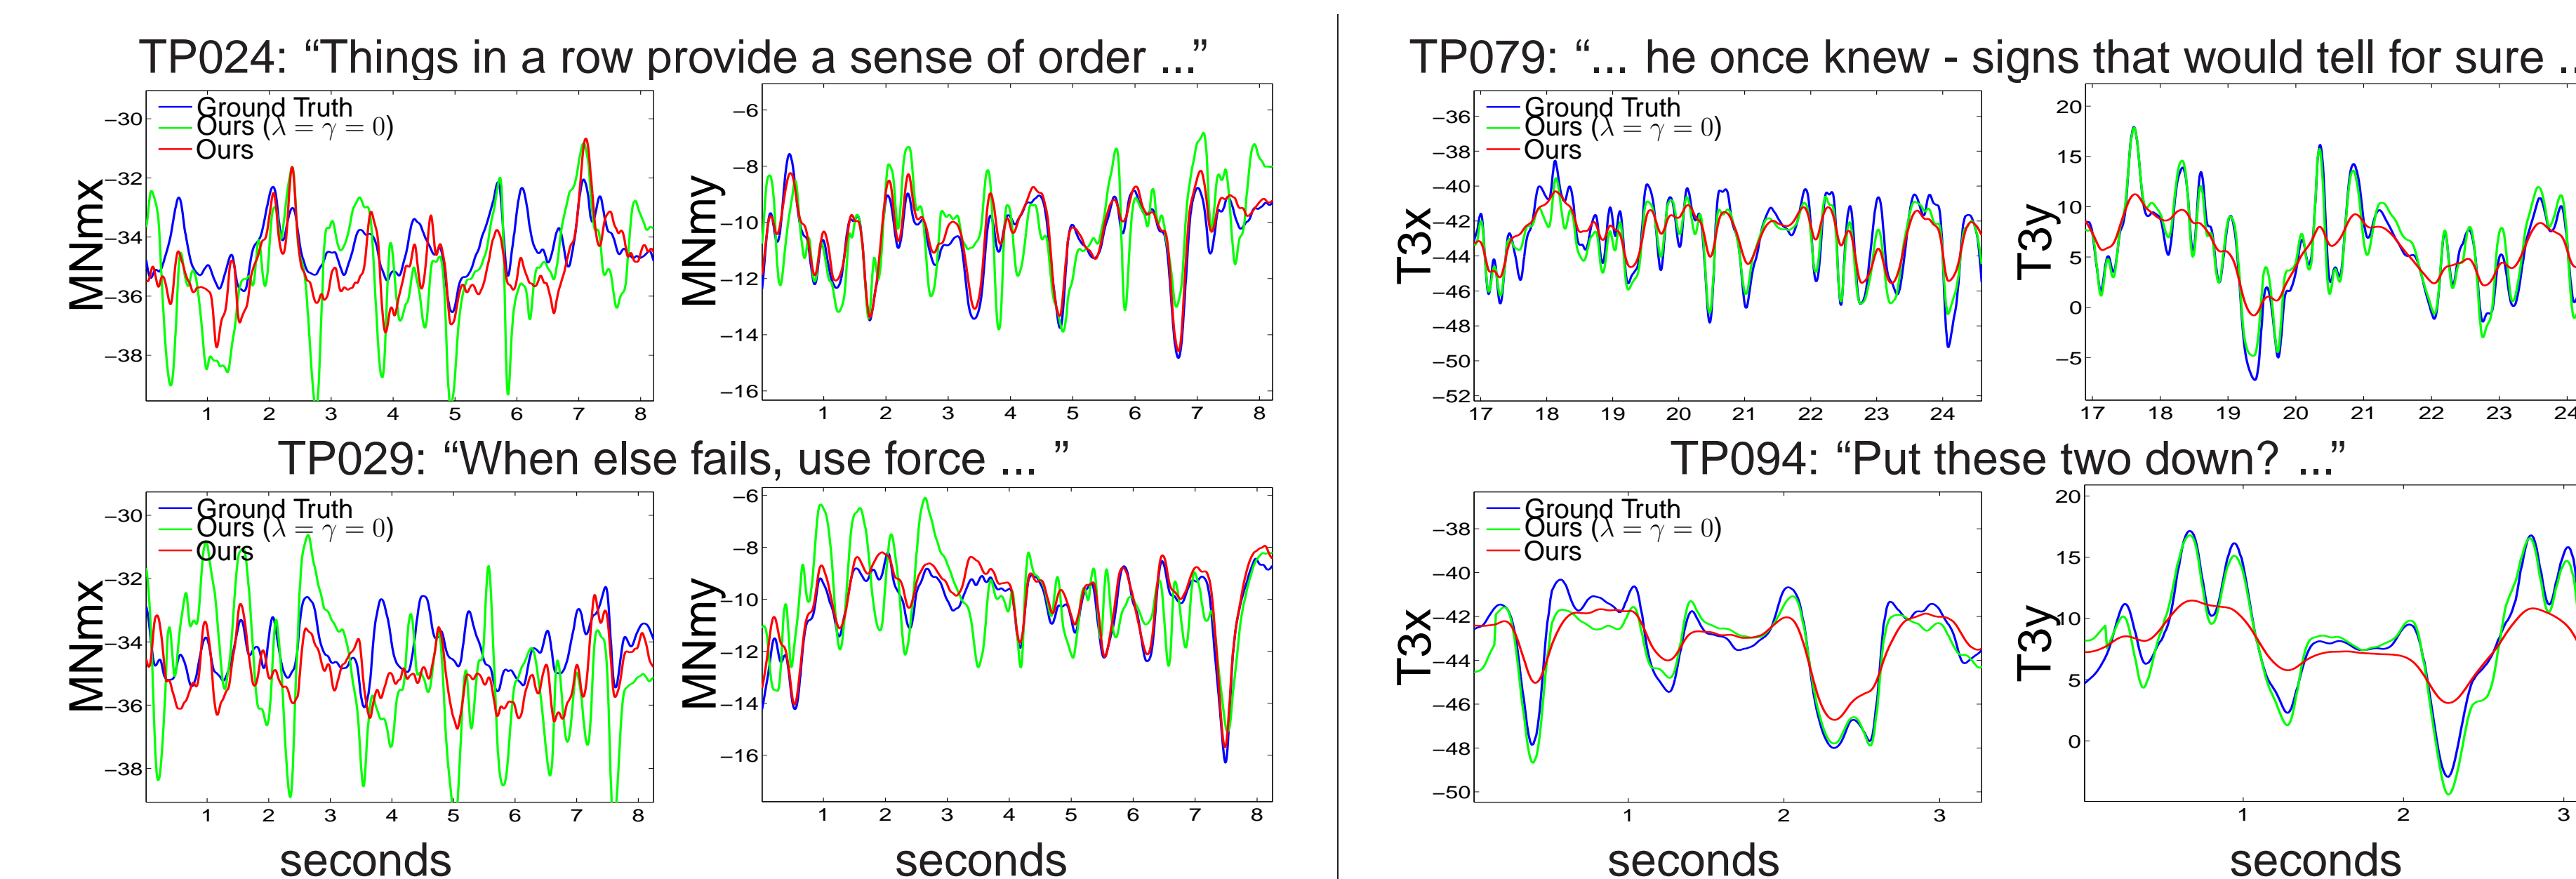 TP024: “Things in a row provide a sense of order ...”
MNmx
−30
−32
−34
−36
−38
Ground Truth
Ours (λ = γ = 0)
Ours
1 2 3 4 5 6 7 8
MNmy
−6
−8
−10
−12
−14
−16
1 2 3 4 5 6 7 8
TP029: “When else fails, use force ... ”
MNmx
−30
−32
−34
−36
−38
Ground Truth
Ours (λ = γ = 0)
Ours
1 2 3 4 5 6 7 8
seconds
MNmy
−6
−8
−10
−12
−14
−16
1 2 3 4 5 6 7 8
seconds
TP079: “... he once knew - signs that would tell for sure ..
T3x
−36
−38
−40
−42
−44
−46
−48
−50
−52
Ground Truth
Ours (λ = γ = 0)
Ours
17 18 19 20 21 22 23 24
T3y
20
15
10
5
0
−5
17 18 19 20 21 22 23 24
TP094: “Put these two down? ...”
T3x
−38
−40
−42
−44
−46
−48
−50
Ground Truth
Ours (λ = γ = 0)
Ours
1 2 3
seconds
T3y
20
15
10
5
0
1 2 3
seconds